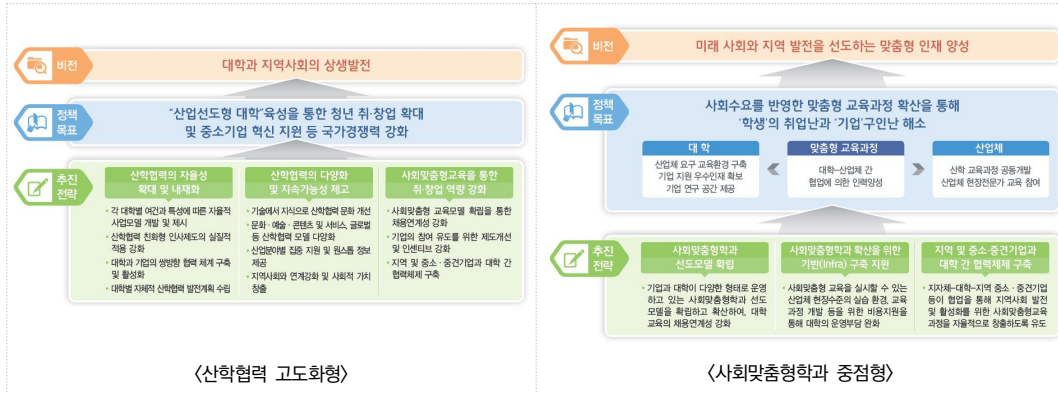 비전
대학과 지역사회의 상생발전
정책
목표
"산업선도형 대학"육성을 통한 청년 취·창업 확대
및 중소기업 혁신 지원 등 국가경쟁력 강화
추진
전략
산학협력의 자율성
확대 및 내재화
• 각 대학별 여건과 특성에 따른 자율적
사업모델 개발 및 제시
• 산학협력 친화형 인사제도의 실질적
적용 강화
• 대학과 기업의 쌍방향 협력 체계 구축
및 활성화
• 대학별 자체적 산학협력 발전계획 수립
산학협력의 다양화
및 지속가능성 제고
• 기술에서 지식으로 산학협력 문화 개선
• 문화·예술·콘텐츠 및 서비스, 글로벌
등 산학협력 모델 다양화
• 산업분야별 집중 지원 및 원스톱 정보
제공
• 지역사회와 연계강화 및 사회적 가치
창출
사회맞춤형교육을 통한
취·창업 역량 강화
• 사회맞춤형 교육모델 확립을 통한
채용연계성 강화
• 기업의 참여 유도를 위한 제도개선
및 인센티브 강화
• 지역 및 중소·중견기업과 대학 간
협력체제 구축
〈산학협력 고도화형〉
비전
미래 사회와 지역 발전을 선도하는 맞춤형 인재 양성
정책
목표
사회수요를 반영한 맞춤형 교육과정 확산을 통해
'학생'의 취업난과 '기업'구인난 해소
대 학
산업체 요구 교육환경 구축
기업 지원 우수인재 확보
기업 연구 공간 제공
맞춤형 교육과정
대학-산업체 간
협업에 의한 인력양성
산업체
산학 교육과정 공동개발
산업체 현장전문가 교육 참여
추진
전략
사회맞춤형학과
선도모델 확립
• 기업과 대학이 다양한 형태로 운영
하고 있는 사회맞춤형학과 선도
모델을 확립하고 확산하여, 대학
교육의 채용연계성 강화
사회맞춤형학과 확산을 위한
기반(Infra) 구축 지원
• 사회맞춤형 교육을 실시할 수 있는
산업체 현장수준의 실습 환경, 교육
과정 개발 등을 위한 비용지원을
통해 대학의 운영부담 완화
지역 및 중소·중견기업과
대학 간 협력체제 구축
• 지자체-대학-지역 중소·중견기업
등이 협업을 통해 지역사회 발전
및 활성화를 위한 사회맞춤형교육
과정을 자율적으로 창출하도록 유도
〈사회맞춤형학과 중점형〉